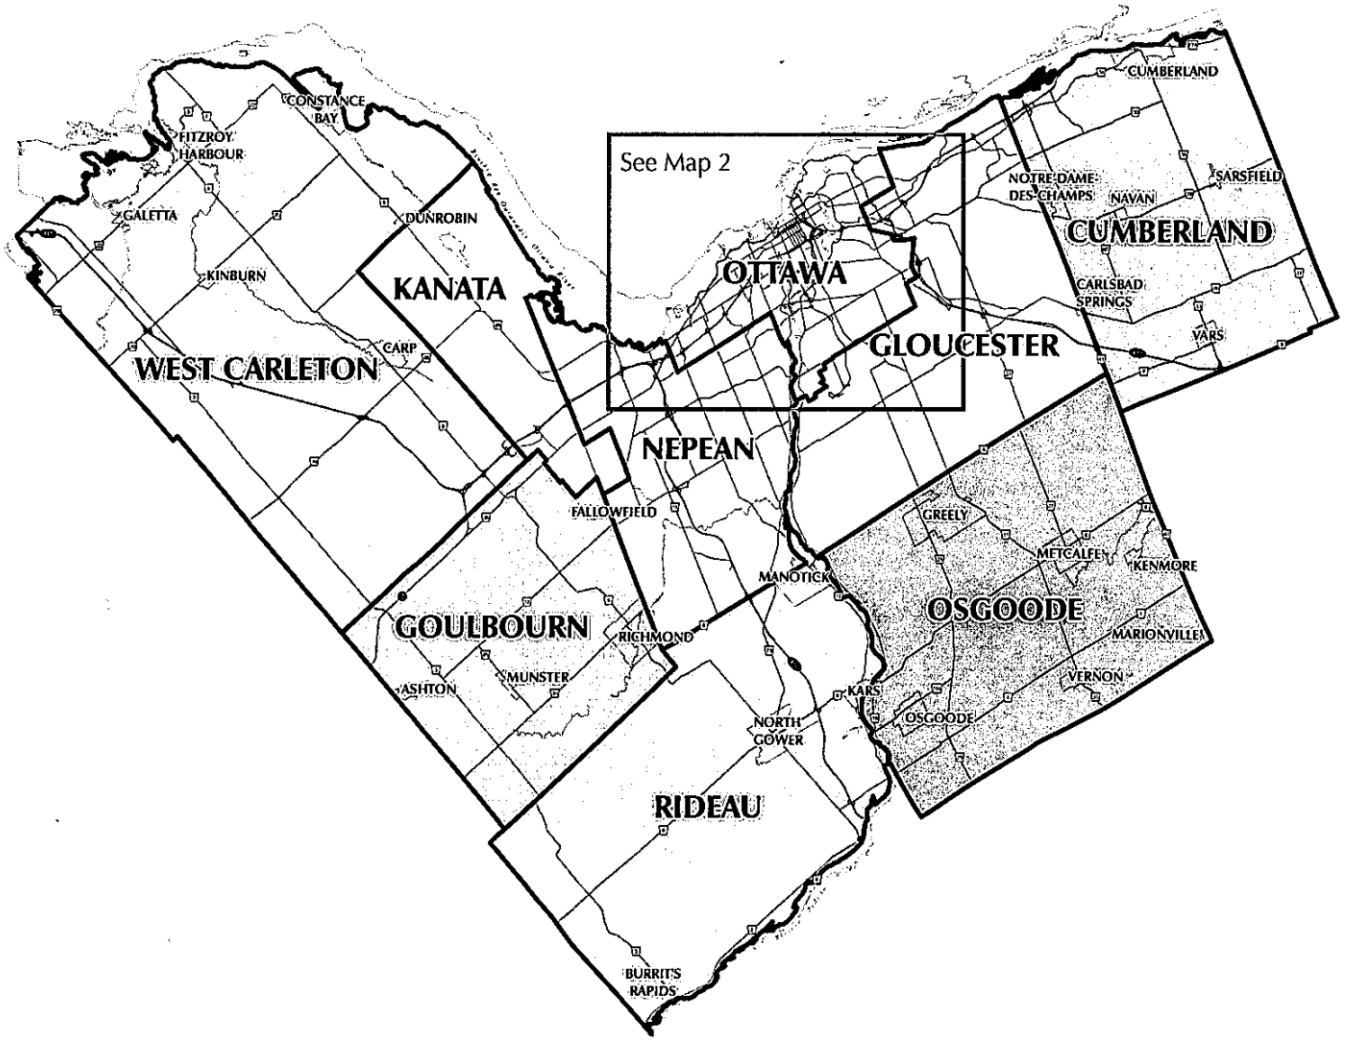 CUMBERLAND
CONSTANCE
BAY
FITZROY
HARBOUR
See Map 2
NOTRE-DAME-
DES-CHAMPS
SARSFIELD
NAVAN
GALETTA
DUNROBIN
CUMBERLAND
KINBURN
KANATA
OTTAWA
CARLSBAD
SPRINGS
VARS
CARP
GLOUCESTER
WEST CARLETON
NEPEAN
FALLOWFIELD
GREELY
METCALFE
KENMORE
MANOTICK
OSGOODE
GOULBOURN
RICHMOND
MARIONVILLE
MUNSTER
VERNON
ASHTON
KARS
OSGOODE
NORTH
GOWER
RIDEAU
BURRIT'S
RAPIDS